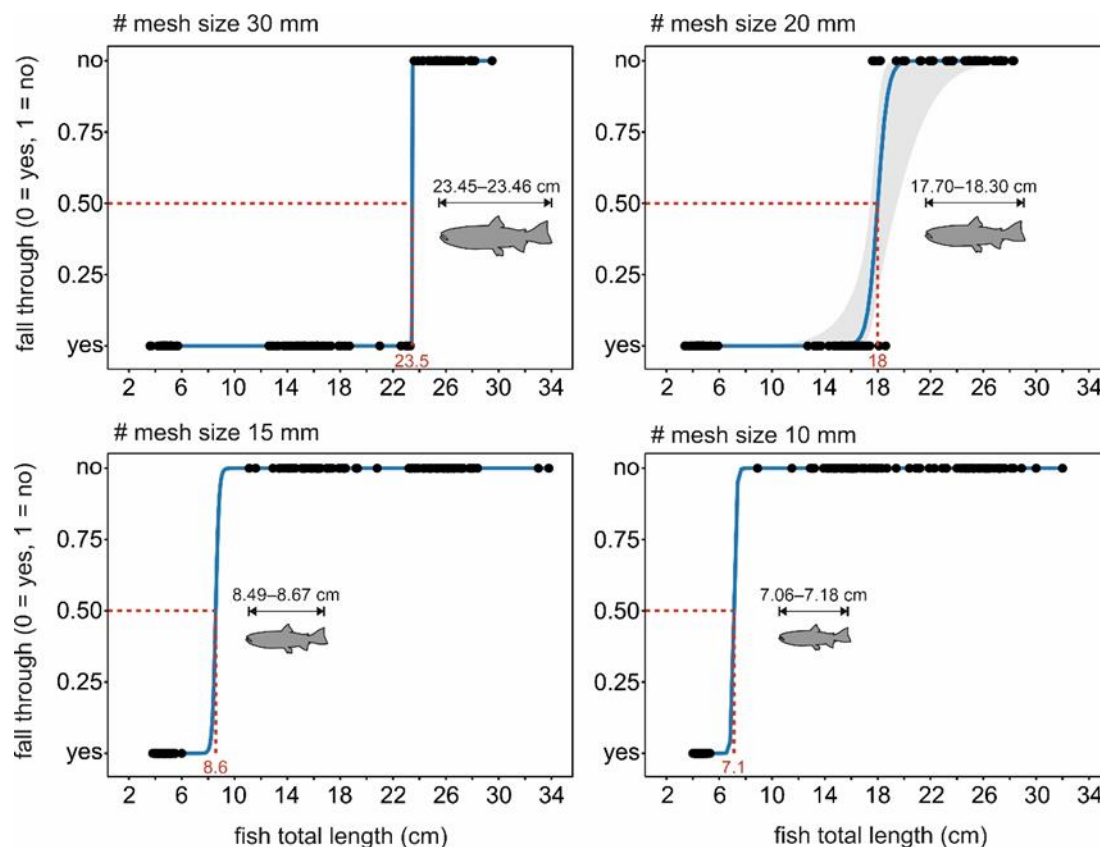 # mesh size 30 mm
fall through (0 = yes, 1 = no)
no
0.75
0.50
0.25
yes
23.45–23.46 cm
23.5
2 6 10 14 18 22 26 30 34
# mesh size 20 mm
no
0.75
0.50
0.25
yes
17.70–18.30 cm
18
2 6 10 14 18 22 26 30 34
# mesh size 15 mm
fall through (0 = yes, 1 = no)
no
0.75
0.50
0.25
yes
8.49–8.67 cm
8.6
2 6 10 14 18 22 26 30 34
fish total length (cm)
# mesh size 10 mm
no
0.75
0.50
0.25
yes
7.06–7.18 cm
7.1
2 6 10 14 18 22 26 30 34
fish total length (cm)